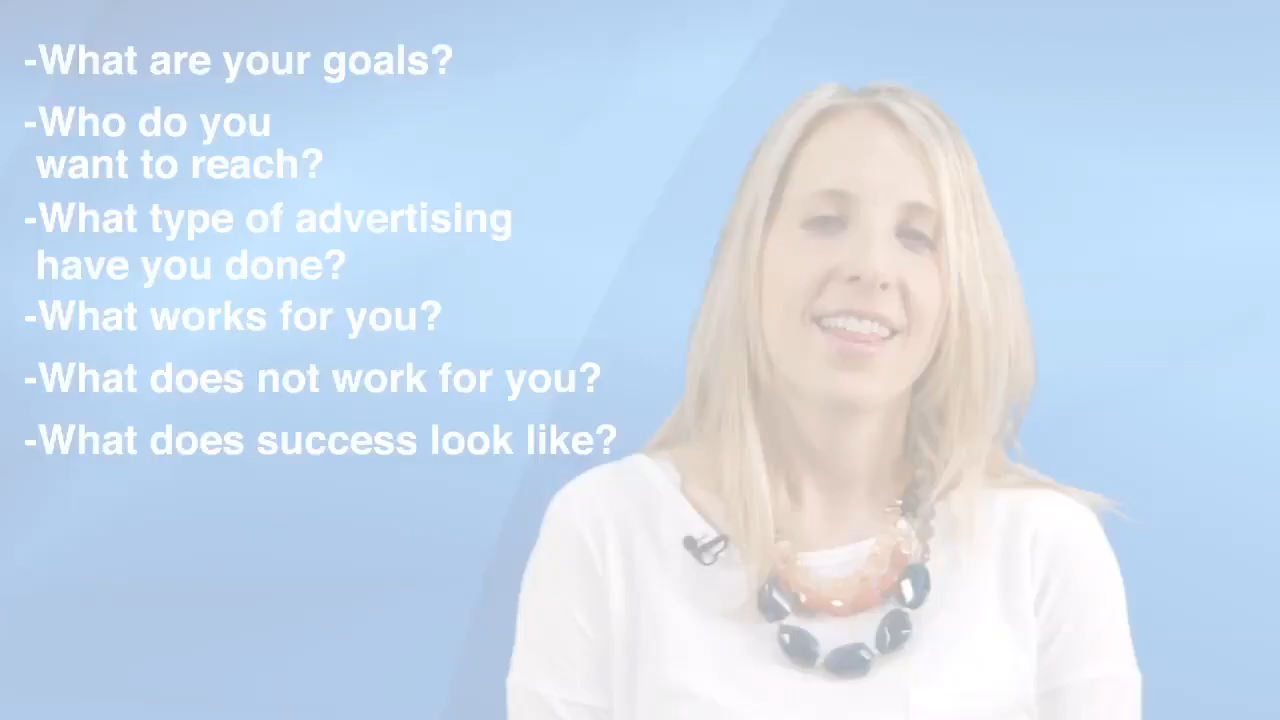 -What are your goals?
-Who do you
want to reach?
-What type of advertising
have you done?
-What works for you?
-What does not work for you?
-What does success look like?